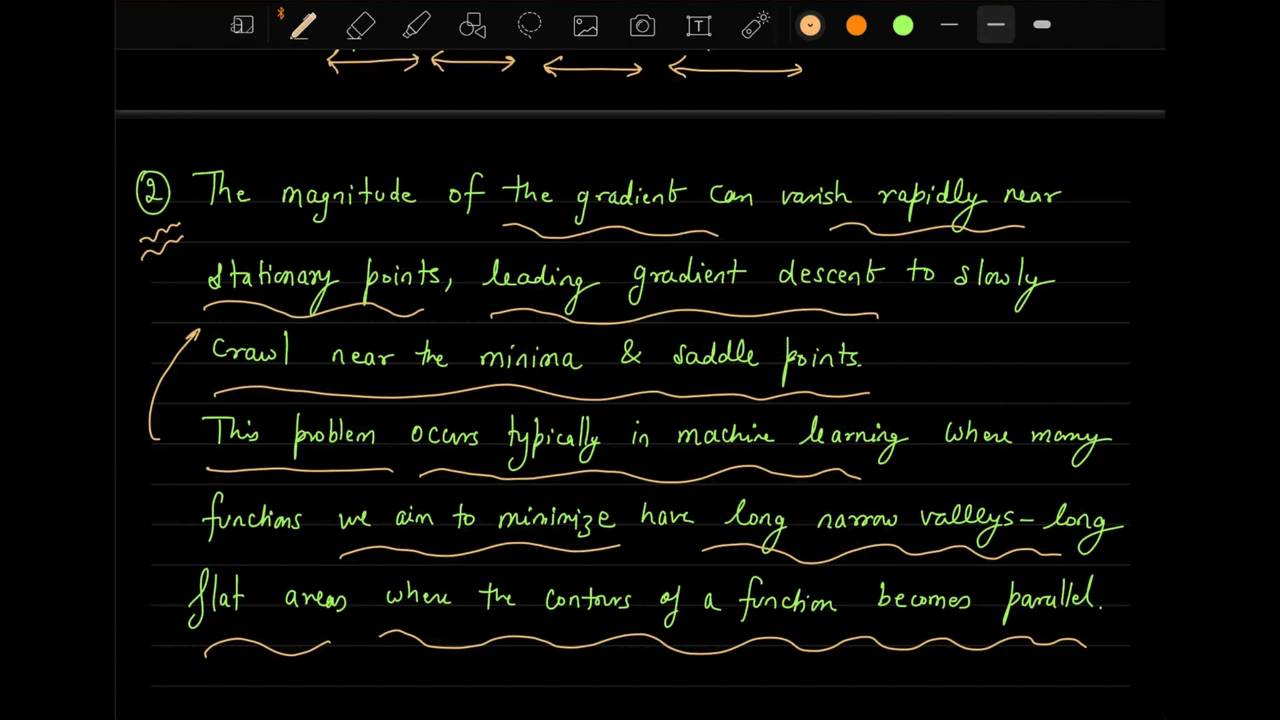 ② The magnitude of the gradient can vanish rapidly near
stationary points, leading gradient descent to slowly
crawl near the minima & saddle points.
This problem occurs typically in machine learning where many
functions we aim to minimize have long narrow valleys - long
flat areas where the contours of a function becomes parallel.